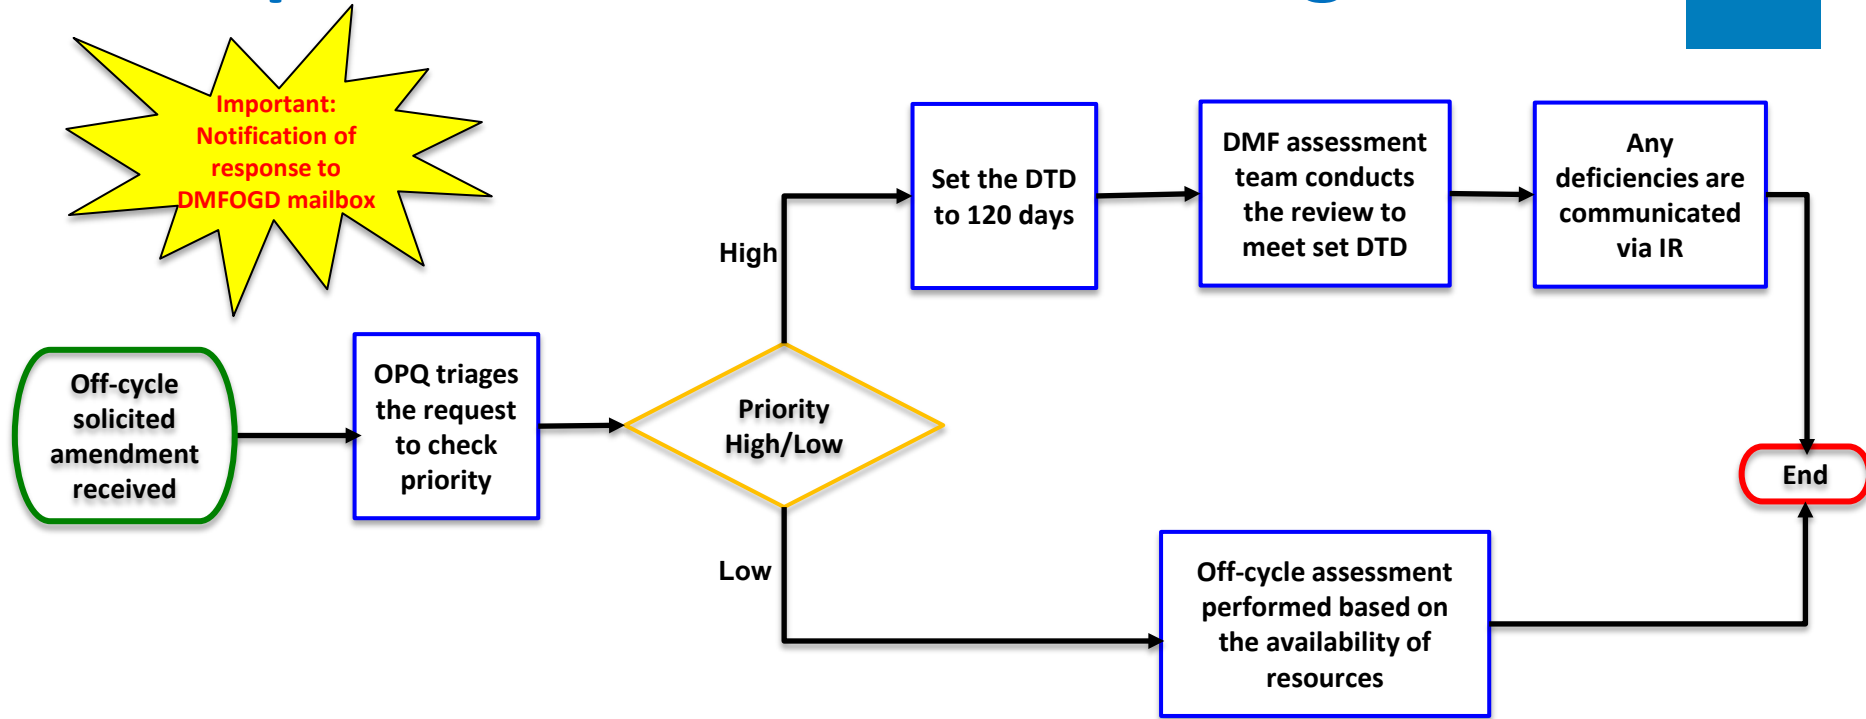 Important:
Notification of
response to
DMFOGD mailbox
Off-cycle
solicited
amendment
received
OPQ triages
the request
to check
priority
Priority
High/Low
High
Set the DTD
to 120 days
DMF assessment
team conducts
the review to
meet set DTD
Any
deficiencies are
communicated
via IR
Low
Off-cycle assessment
performed based on
the availability of
resources
End